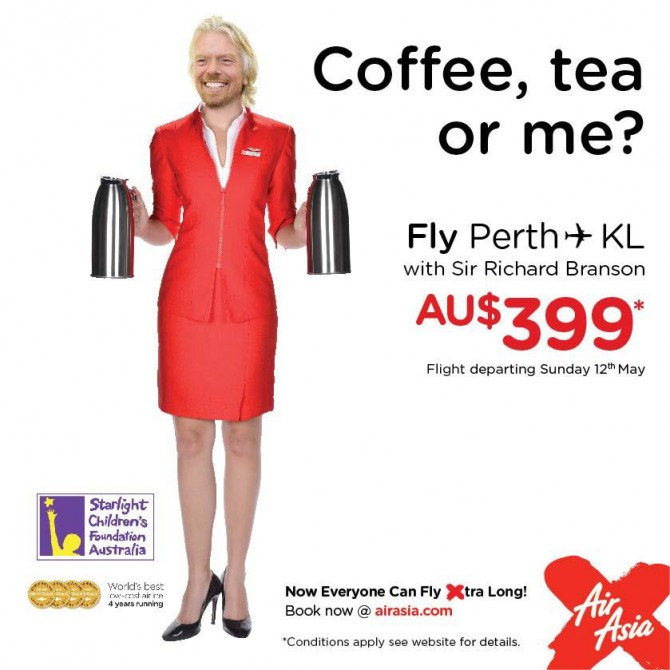 Coffee, tea
or me?
Fly Perth ✈ KL
with Sir Richard Branson
AU$399*
Flight departing Sunday 12th May
Starlight
Children's
Foundation
Australia
World's best
low-cost airline
4 years running
Now Everyone Can Fly Xtra Long!
Book now @ airasia.com
*Conditions apply see website for details.
Air
Asia